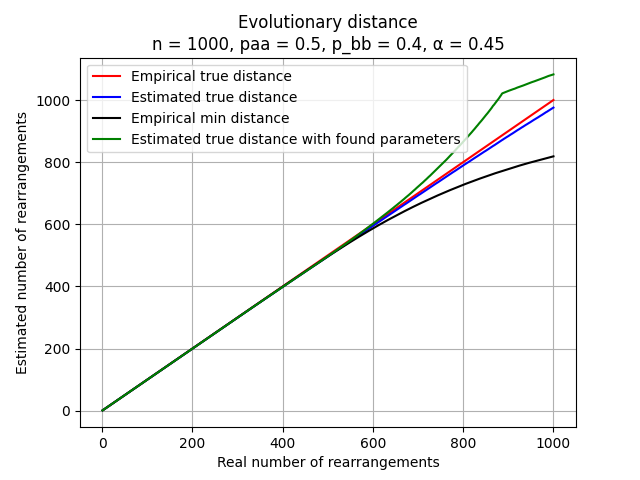 Evolutionary distance
n = 1000, paa = 0.5, p_bb = 0.4, α = 0.45
Empirical true distance
Estimated true distance
Empirical min distance
Estimated true distance with found parameters
Estimated number of rearrangements
1000
800
600
400
200
0
0 200 400 600 800 1000
Real number of rearrangements